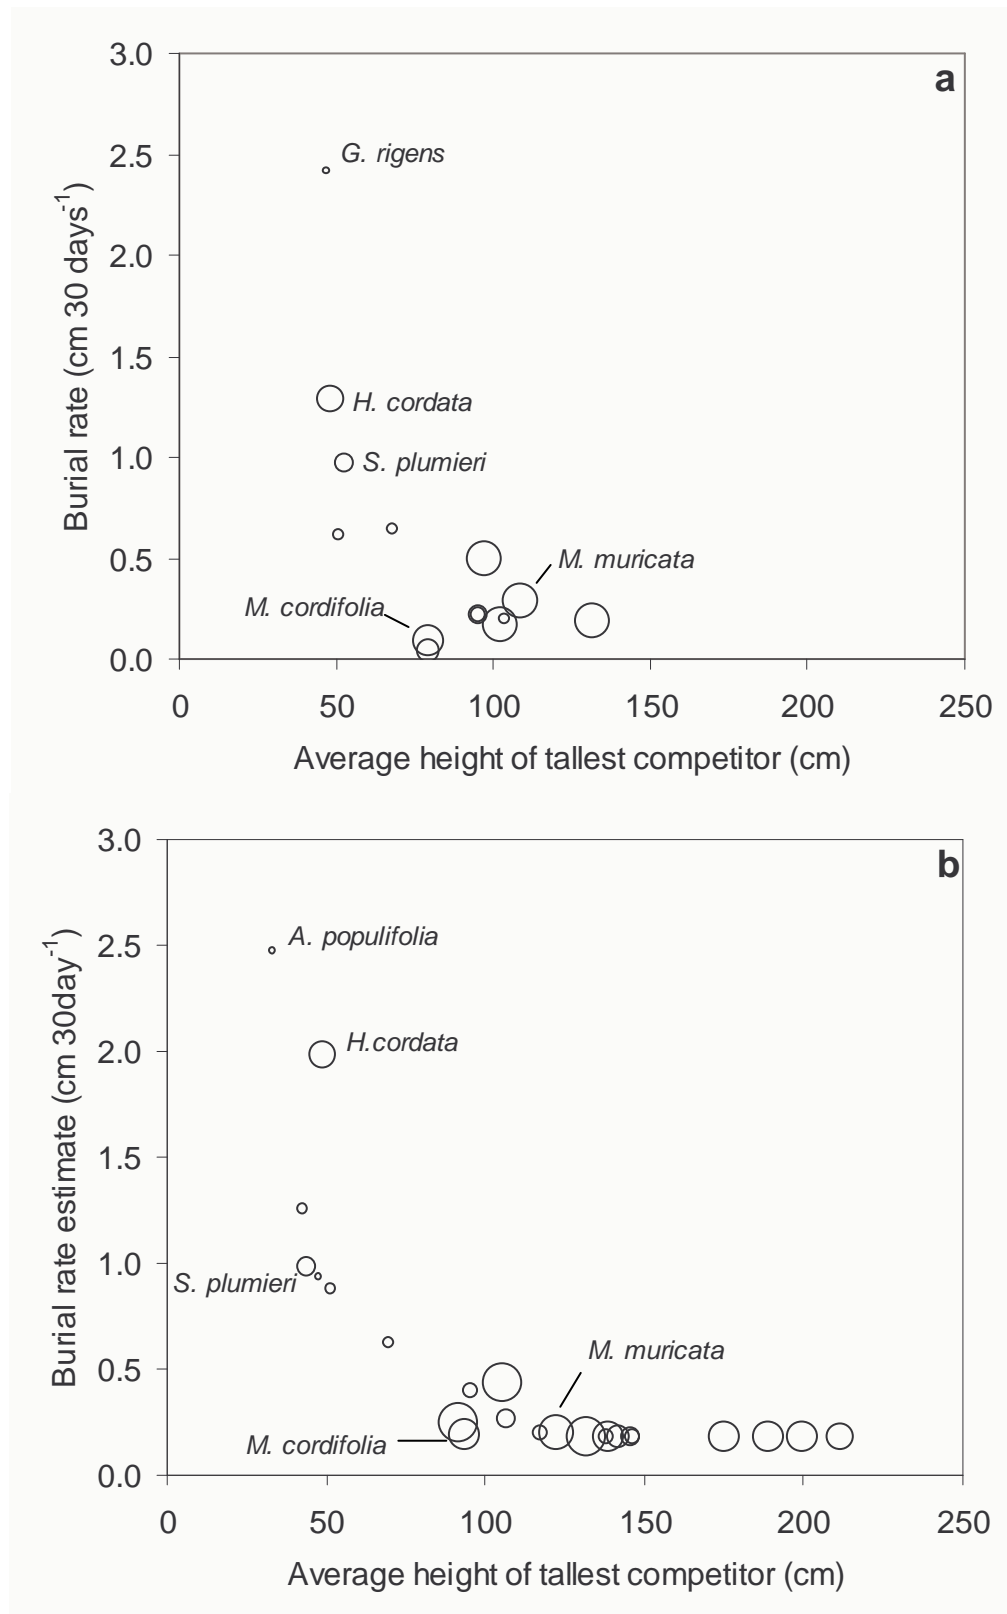 a
3.0
2.5
2.0
1.5
1.0
0.5
0.0
Burial rate (cm 30 days⁻¹)
G. rigens
H. cordata
S. plumieri
M. muricata
M. cordifolia
0 50 100 150 200 250
Average height of tallest competitor (cm)
b
3.0
2.5
2.0
1.5
1.0
0.5
0.0
Burial rate estimate (cm 30day⁻¹)
A. populifolia
H.cordata
S. plumieri
M. muricata
M. cordifolia
0 50 100 150 200 250
Average height of tallest competitor (cm)